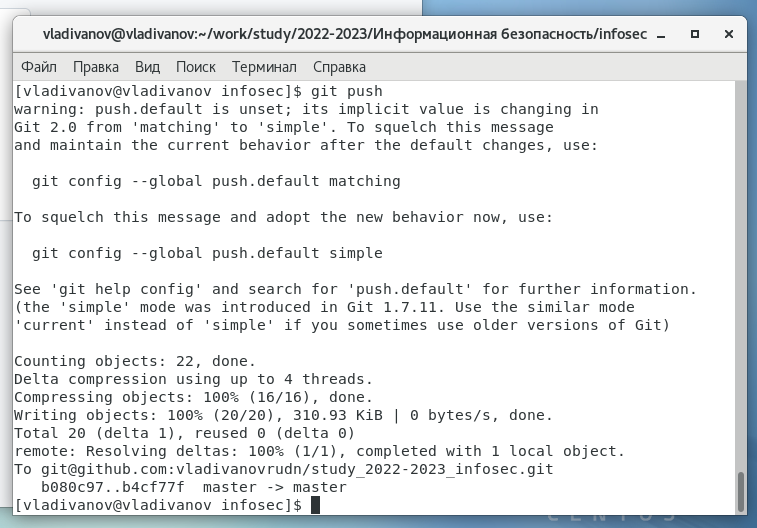 vladivanov@vladivanov:~/work/study/2022-2023/Информационная безопасность/infosec
Файл Правка Вид Поиск Терминал Справка
[vladivanov@vladivanov infosec]$ git push
warning: push.default is unset; its implicit value is changing in
Git 2.0 from 'matching' to 'simple'. To squelch this message
and maintain the current behavior after the default changes, use:
  git config --global push.default matching
To squelch this message and adopt the new behavior now, use:
  git config --global push.default simple
See 'git help config' and search for 'push.default' for further information.
(the 'simple' mode was introduced in Git 1.7.11. Use the similar mode
'current' instead of 'simple' if you sometimes use older versions of Git)
Counting objects: 22, done.
Delta compression using up to 4 threads.
Compressing objects: 100% (16/16), done.
Writing objects: 100% (20/20), 310.93 KiB | 0 bytes/s, done.
Total 20 (delta 1), reused 0 (delta 0)
remote: Resolving deltas: 100% (1/1), completed with 1 local object.
To git@github.com:vladivanovrudn/study_2022-2023_infosec.git
   b080c97..b4cf77f  master -> master
[vladivanov@vladivanov infosec]$
CENTOS